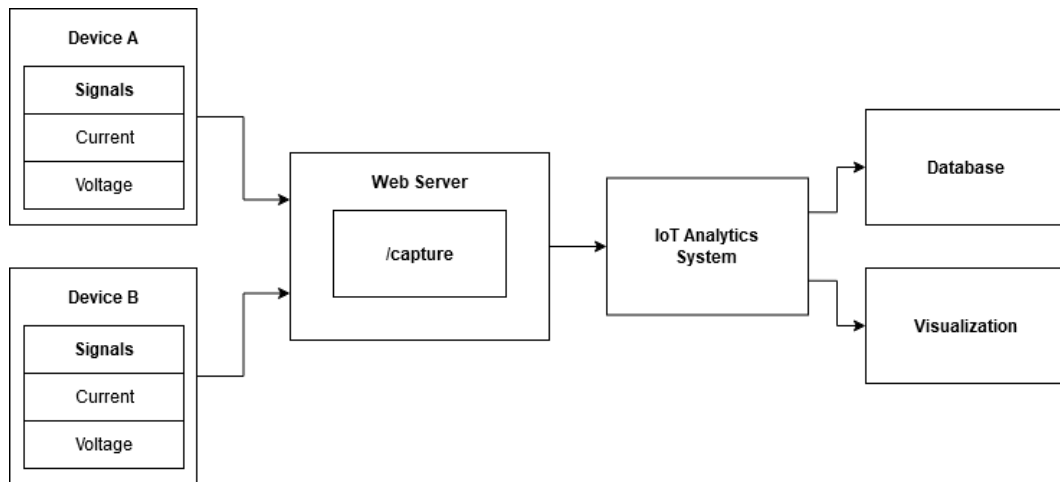 Device A
Signals
Current
Voltage
Device B
Signals
Current
Voltage
Web Server
/capture
IoT Analytics
System
Database
Visualization